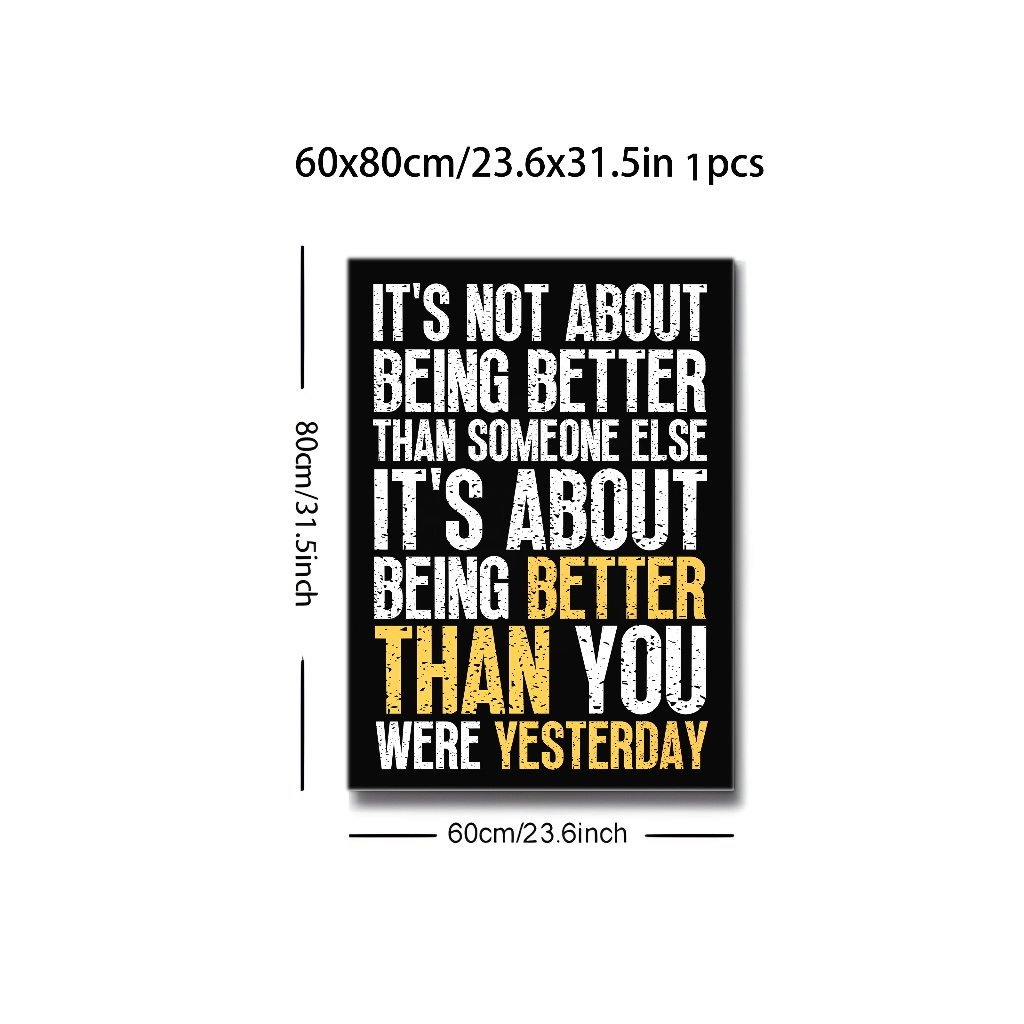 60x80cm/23.6x31.5in 1pcs
80cm/31.5inch
IT'S NOT ABOUT
BEING BETTER
THAN SOMEONE ELSE
IT'S ABOUT
BEING BETTER
THAN YOU
WERE YESTERDAY
60cm/23.6inch